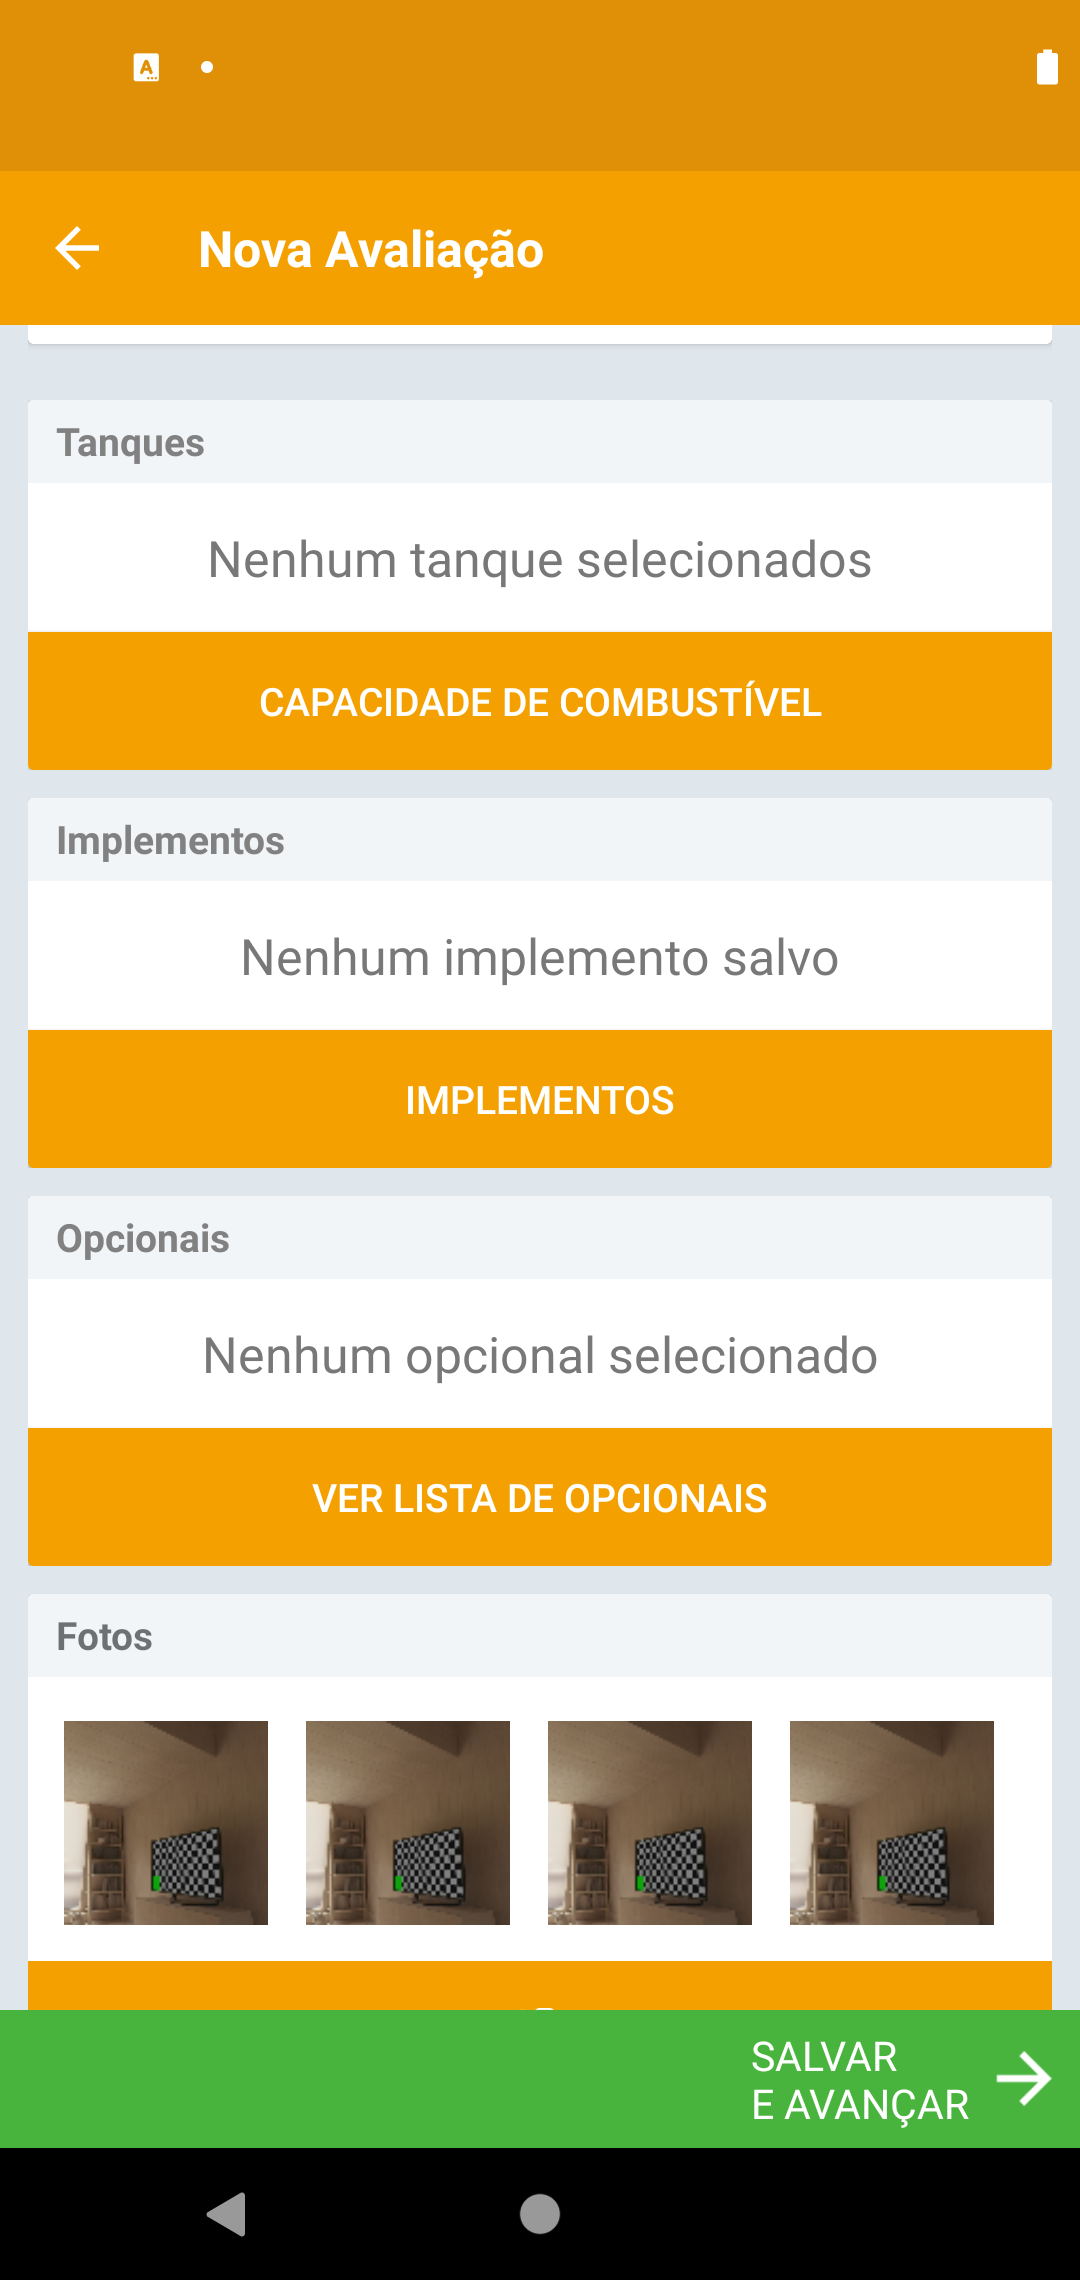 Nova Avaliação
Tanques
Nenhum tanque selecionados
CAPACIDADE DE COMBUSTÍVEL
Implementos
Nenhum implemento salvo
IMPLEMENTOS
Opcionais
Nenhum opcional selecionado
VER LISTA DE OPCIONAIS
Fotos
SALVAR
E AVANÇAR